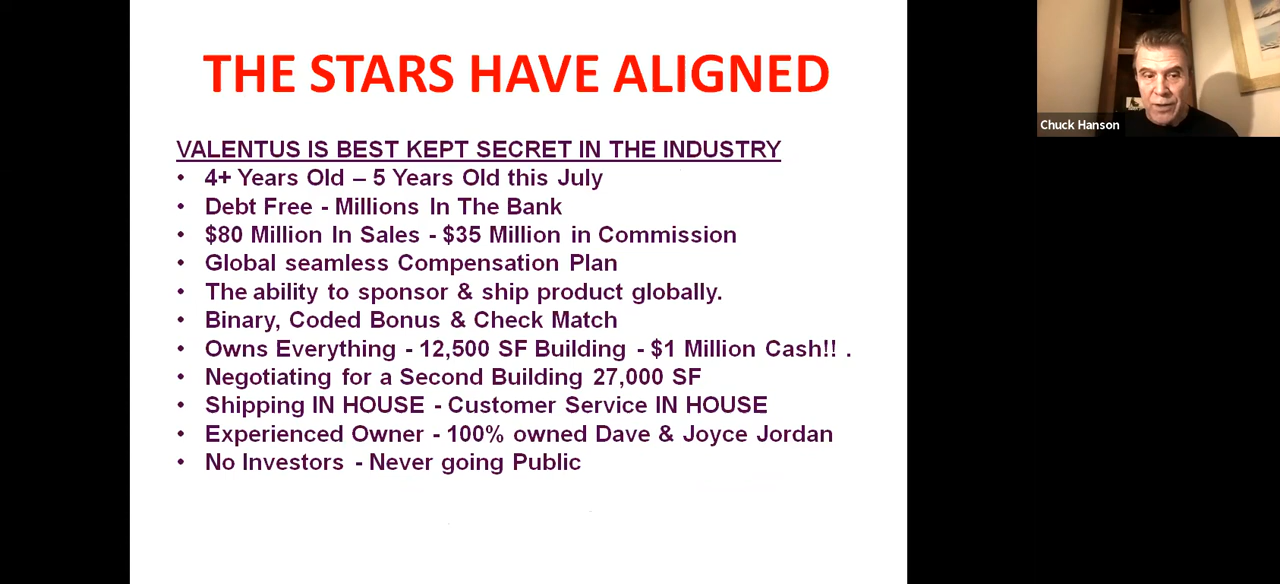 THE STARS HAVE ALIGNED
VALENTUS IS BEST KEPT SECRET IN THE INDUSTRY
• 4+ Years Old – 5 Years Old this July
• Debt Free - Millions In The Bank
• $80 Million In Sales - $35 Million in Commission
• Global seamless Compensation Plan
• The ability to sponsor & ship product globally.
• Binary, Coded Bonus & Check Match
• Owns Everything - 12,500 SF Building - $1 Million Cash!! .
• Negotiating for a Second Building 27,000 SF
• Shipping IN HOUSE - Customer Service IN HOUSE
• Experienced Owner - 100% owned Dave & Joyce Jordan
• No Investors - Never going Public
Chuck Hanson